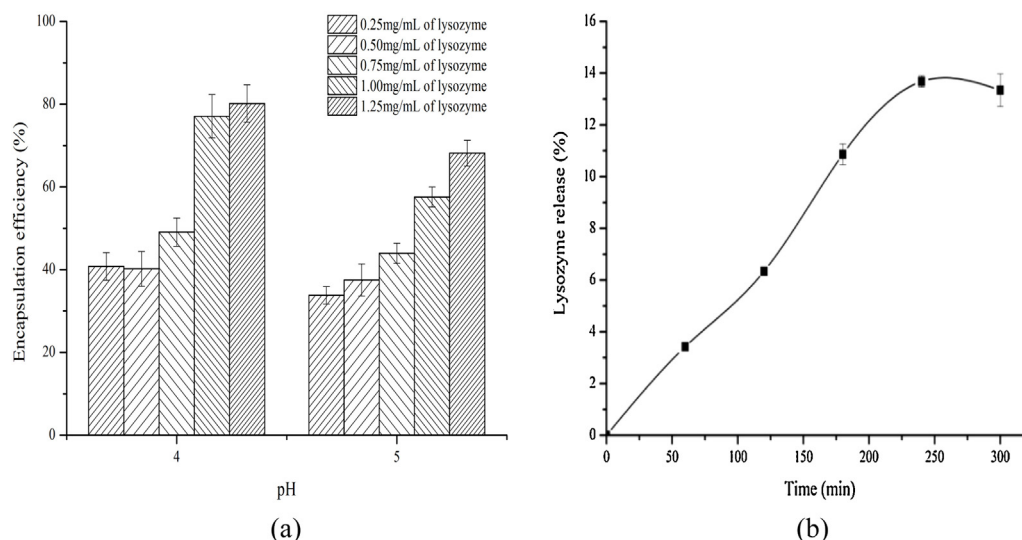 100
80
60
40
20
0
Encapsulation efficiency (%)
0.25mg/mL of lysozyme
0.50mg/mL of lysozyme
0.75mg/mL of lysozyme
1.00mg/mL of lysozyme
1.25mg/mL of lysozyme
4 5
pH
(a)
16
14
12
10
8
6
4
2
0
Lysozyme release (%)
0 50 100 150 200 250 300
Time (min)
(b)